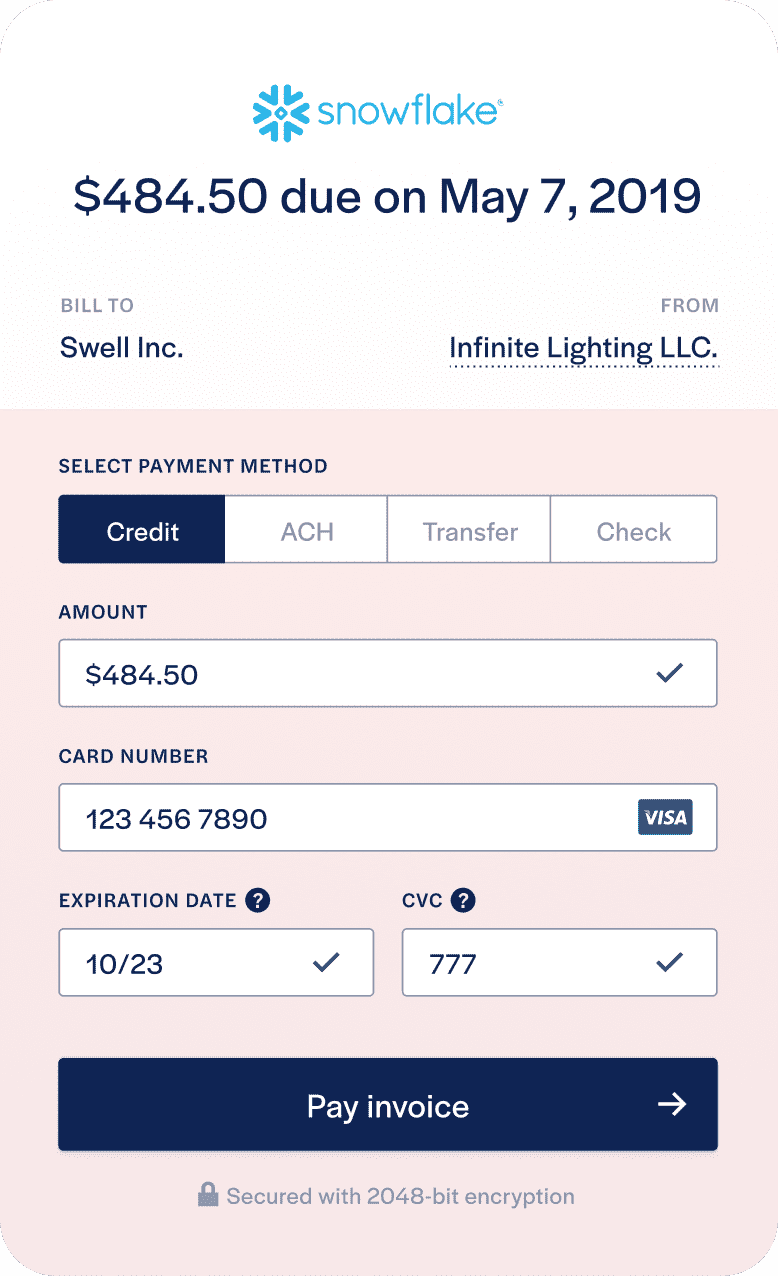 snowflake
$484.50 due on May 7, 2019
BILL TO FROM
Swell Inc. Infinite Lighting LLC.
SELECT PAYMENT METHOD
Credit ACH Transfer Check
AMOUNT
$484.50
CARD NUMBER
123 456 7890 VISA
EXPIRATION DATE ? CVC ?
10/23 777
Pay invoice →
Secured with 2048-bit encryption